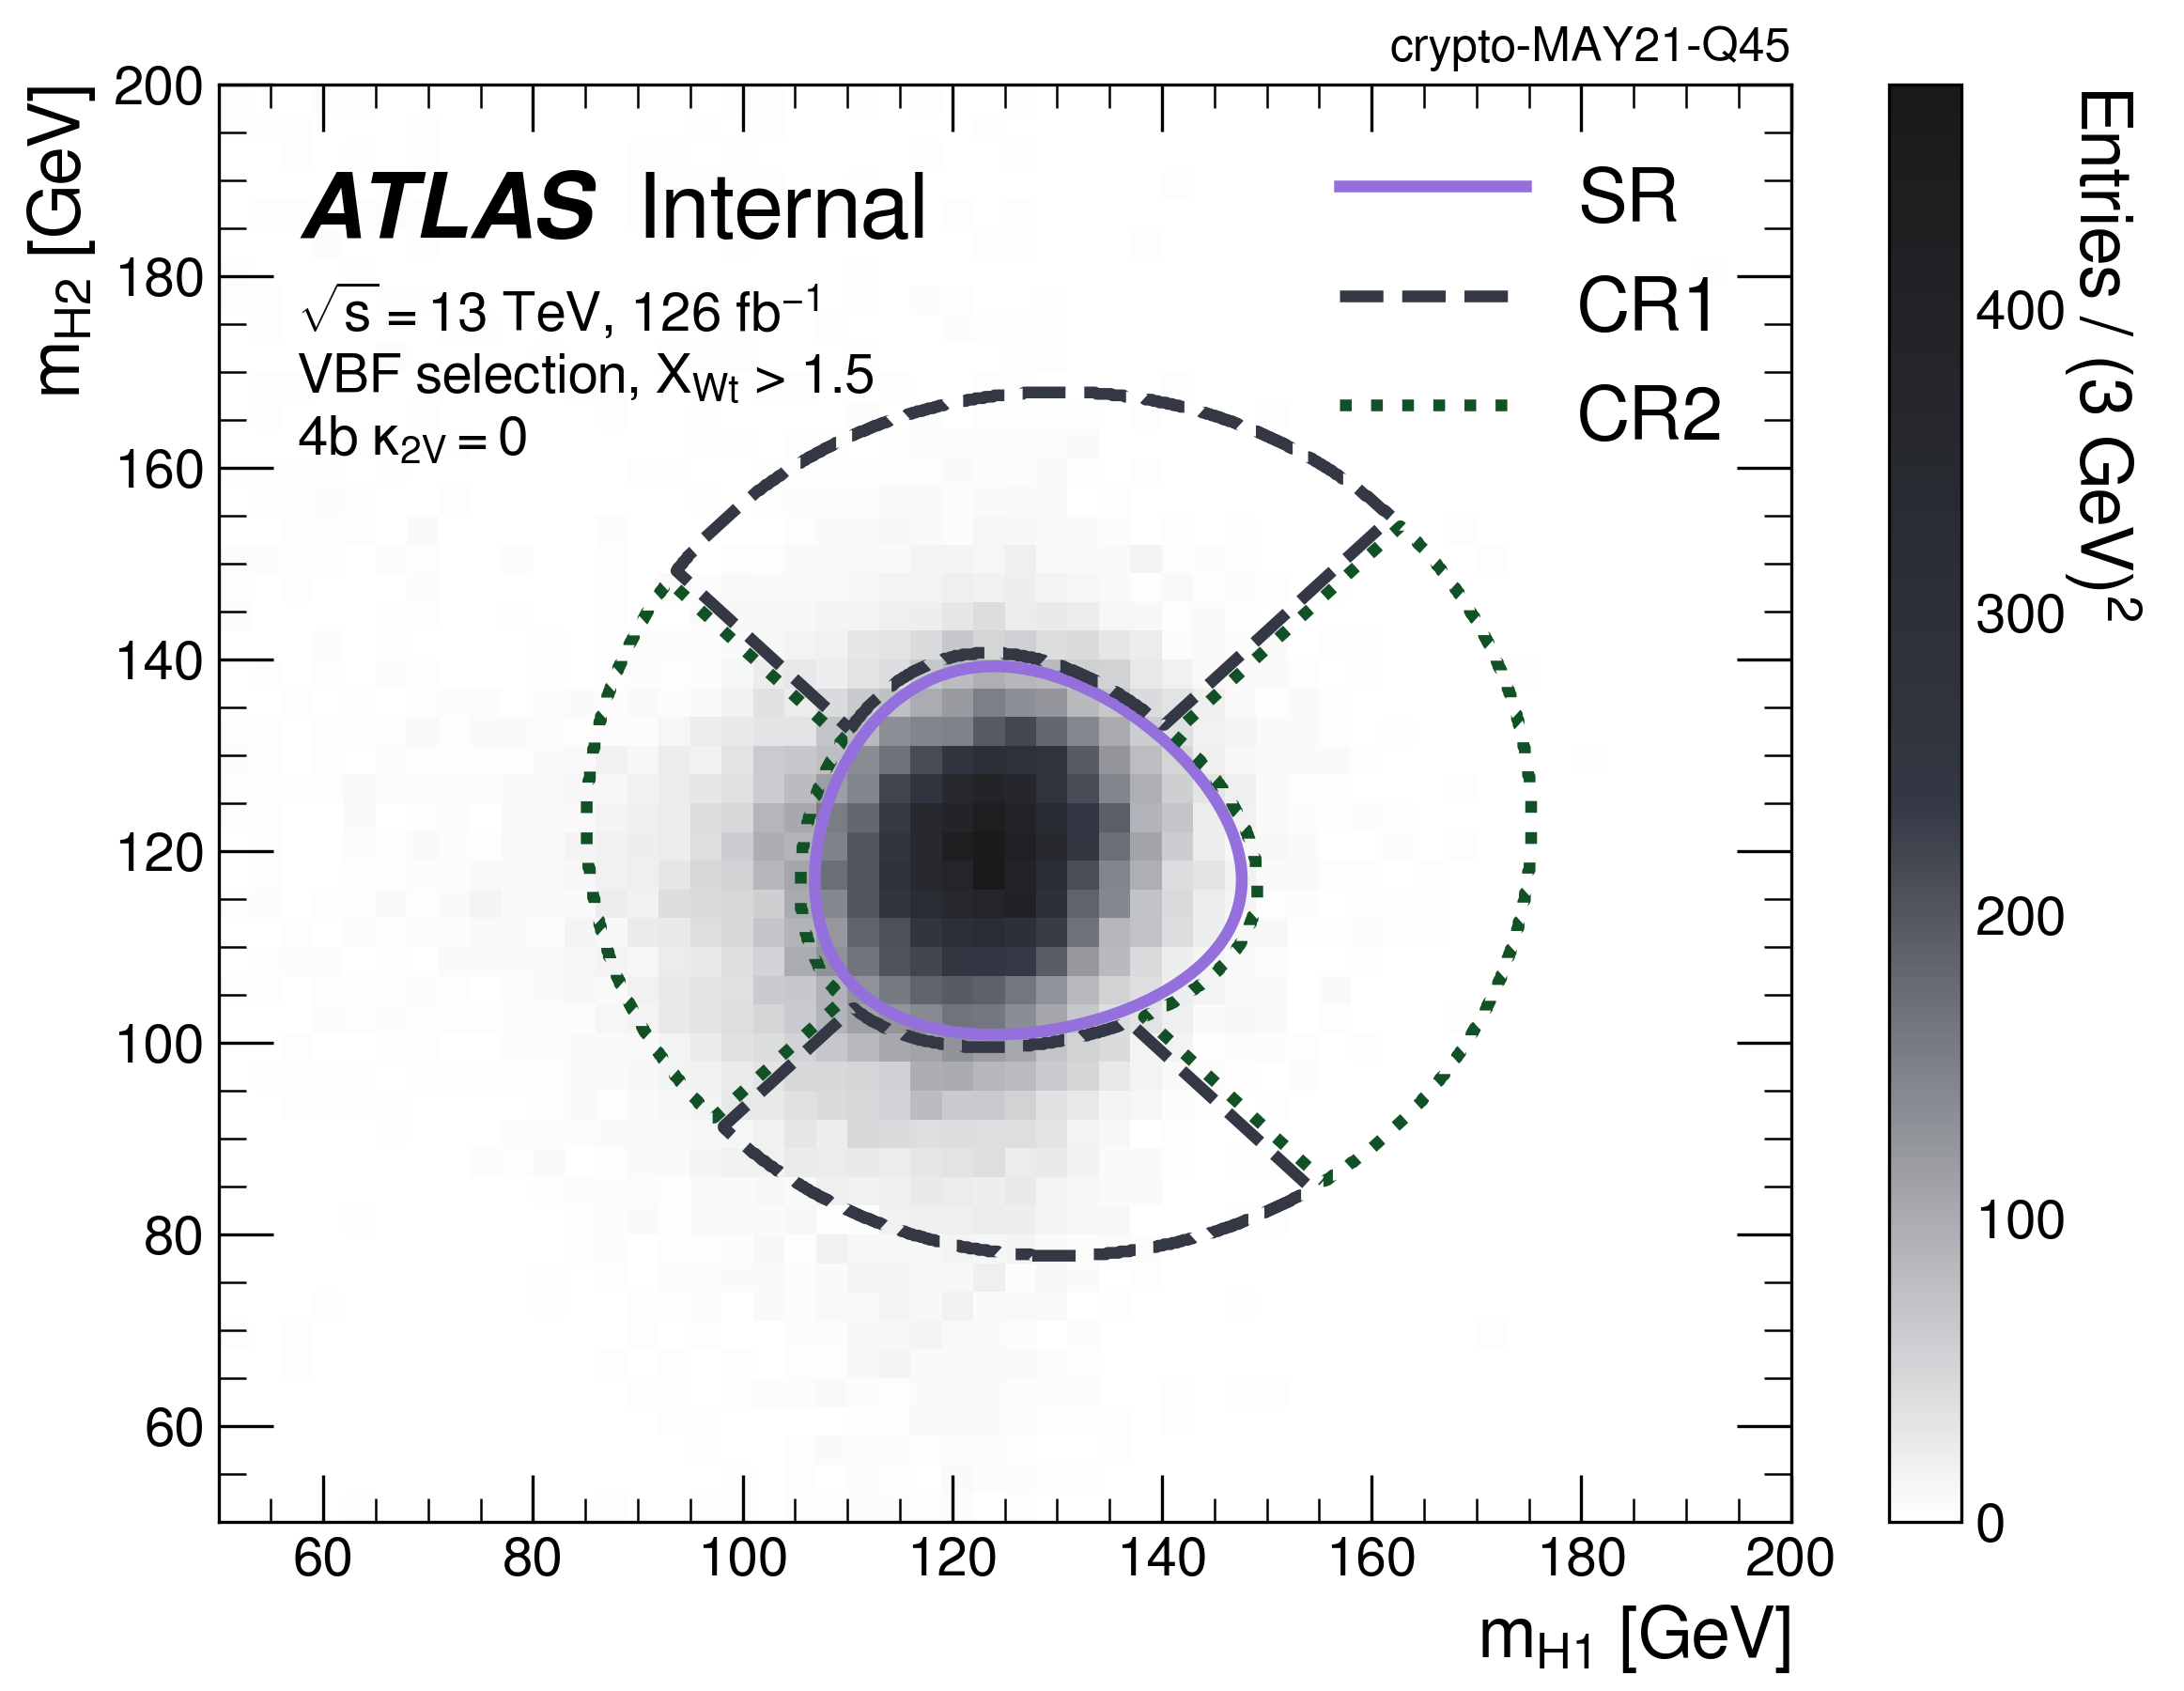 crypto-MAY21-Q45
ATLAS Internal
√s = 13 TeV, 126 fb⁻¹
VBF selection, X_Wt > 1.5
4b κ_2V = 0
SR
CR1
CR2
m_H2 [GeV]
200
180
160
140
120
100
80
60
60 80 100 120 140 160 180 200
m_H1 [GeV]
Entries / (3 GeV)²
400
300
200
100
0